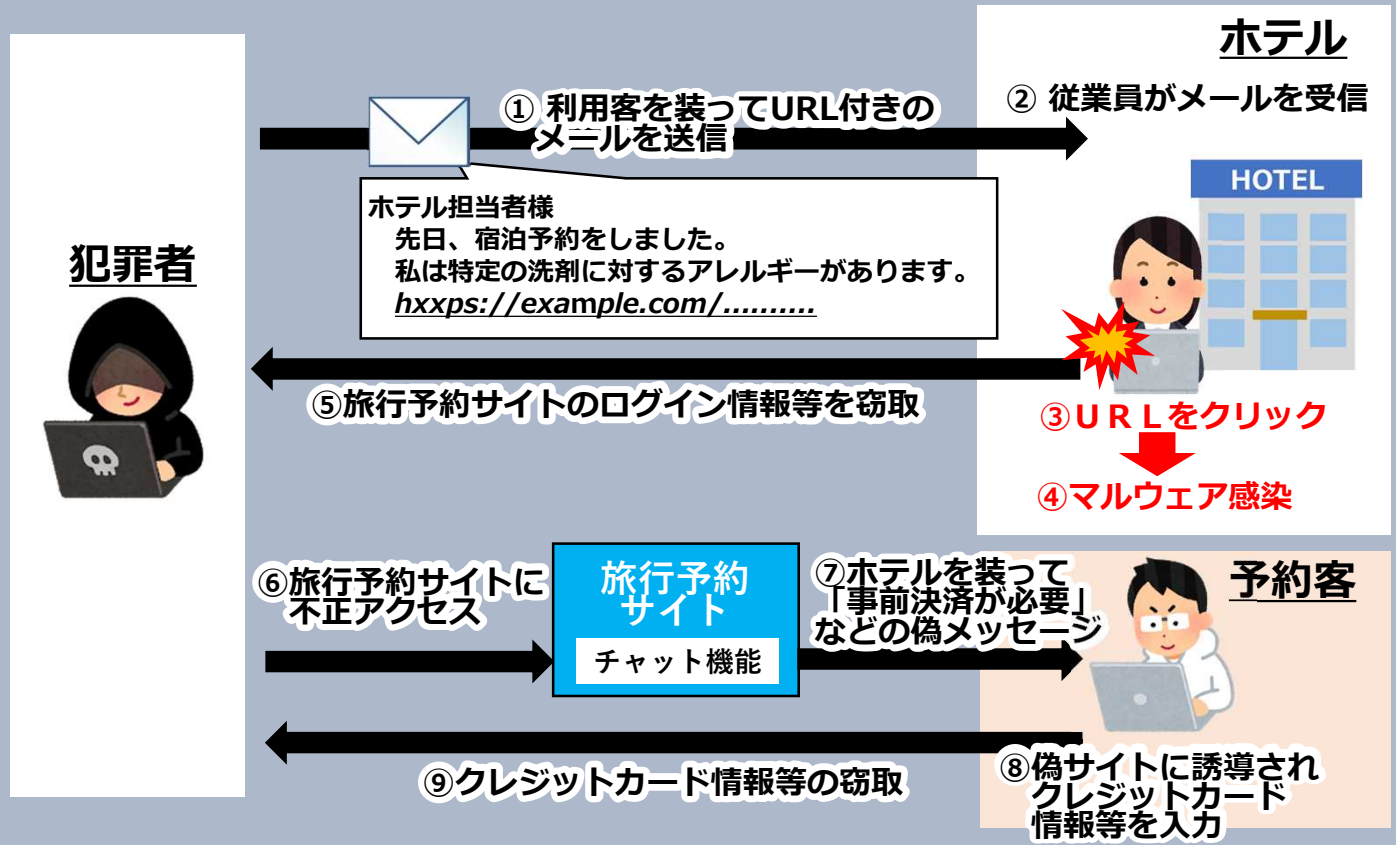 ホテル
② 従業員がメールを受信
① 利用客を装ってURL付きの
メールを送信
HOTEL
ホテル担当者様
先日、宿泊予約をしました。
私は特定の洗剤に対するアレルギーがあります。
hxxps://example.com/..........
犯罪者
⑤旅行予約サイトのログイン情報等を窃取
③ＵＲＬをクリック
④マルウェア感染
⑥旅行予約サイトに
不正アクセス
旅行予約
サイト
チャット機能
⑦ホテルを装って
「事前決済が必要」
などの偽メッセージ
予約客
⑨クレジットカード情報等の窃取
⑧偽サイトに誘導され
クレジットカード
情報等を入力